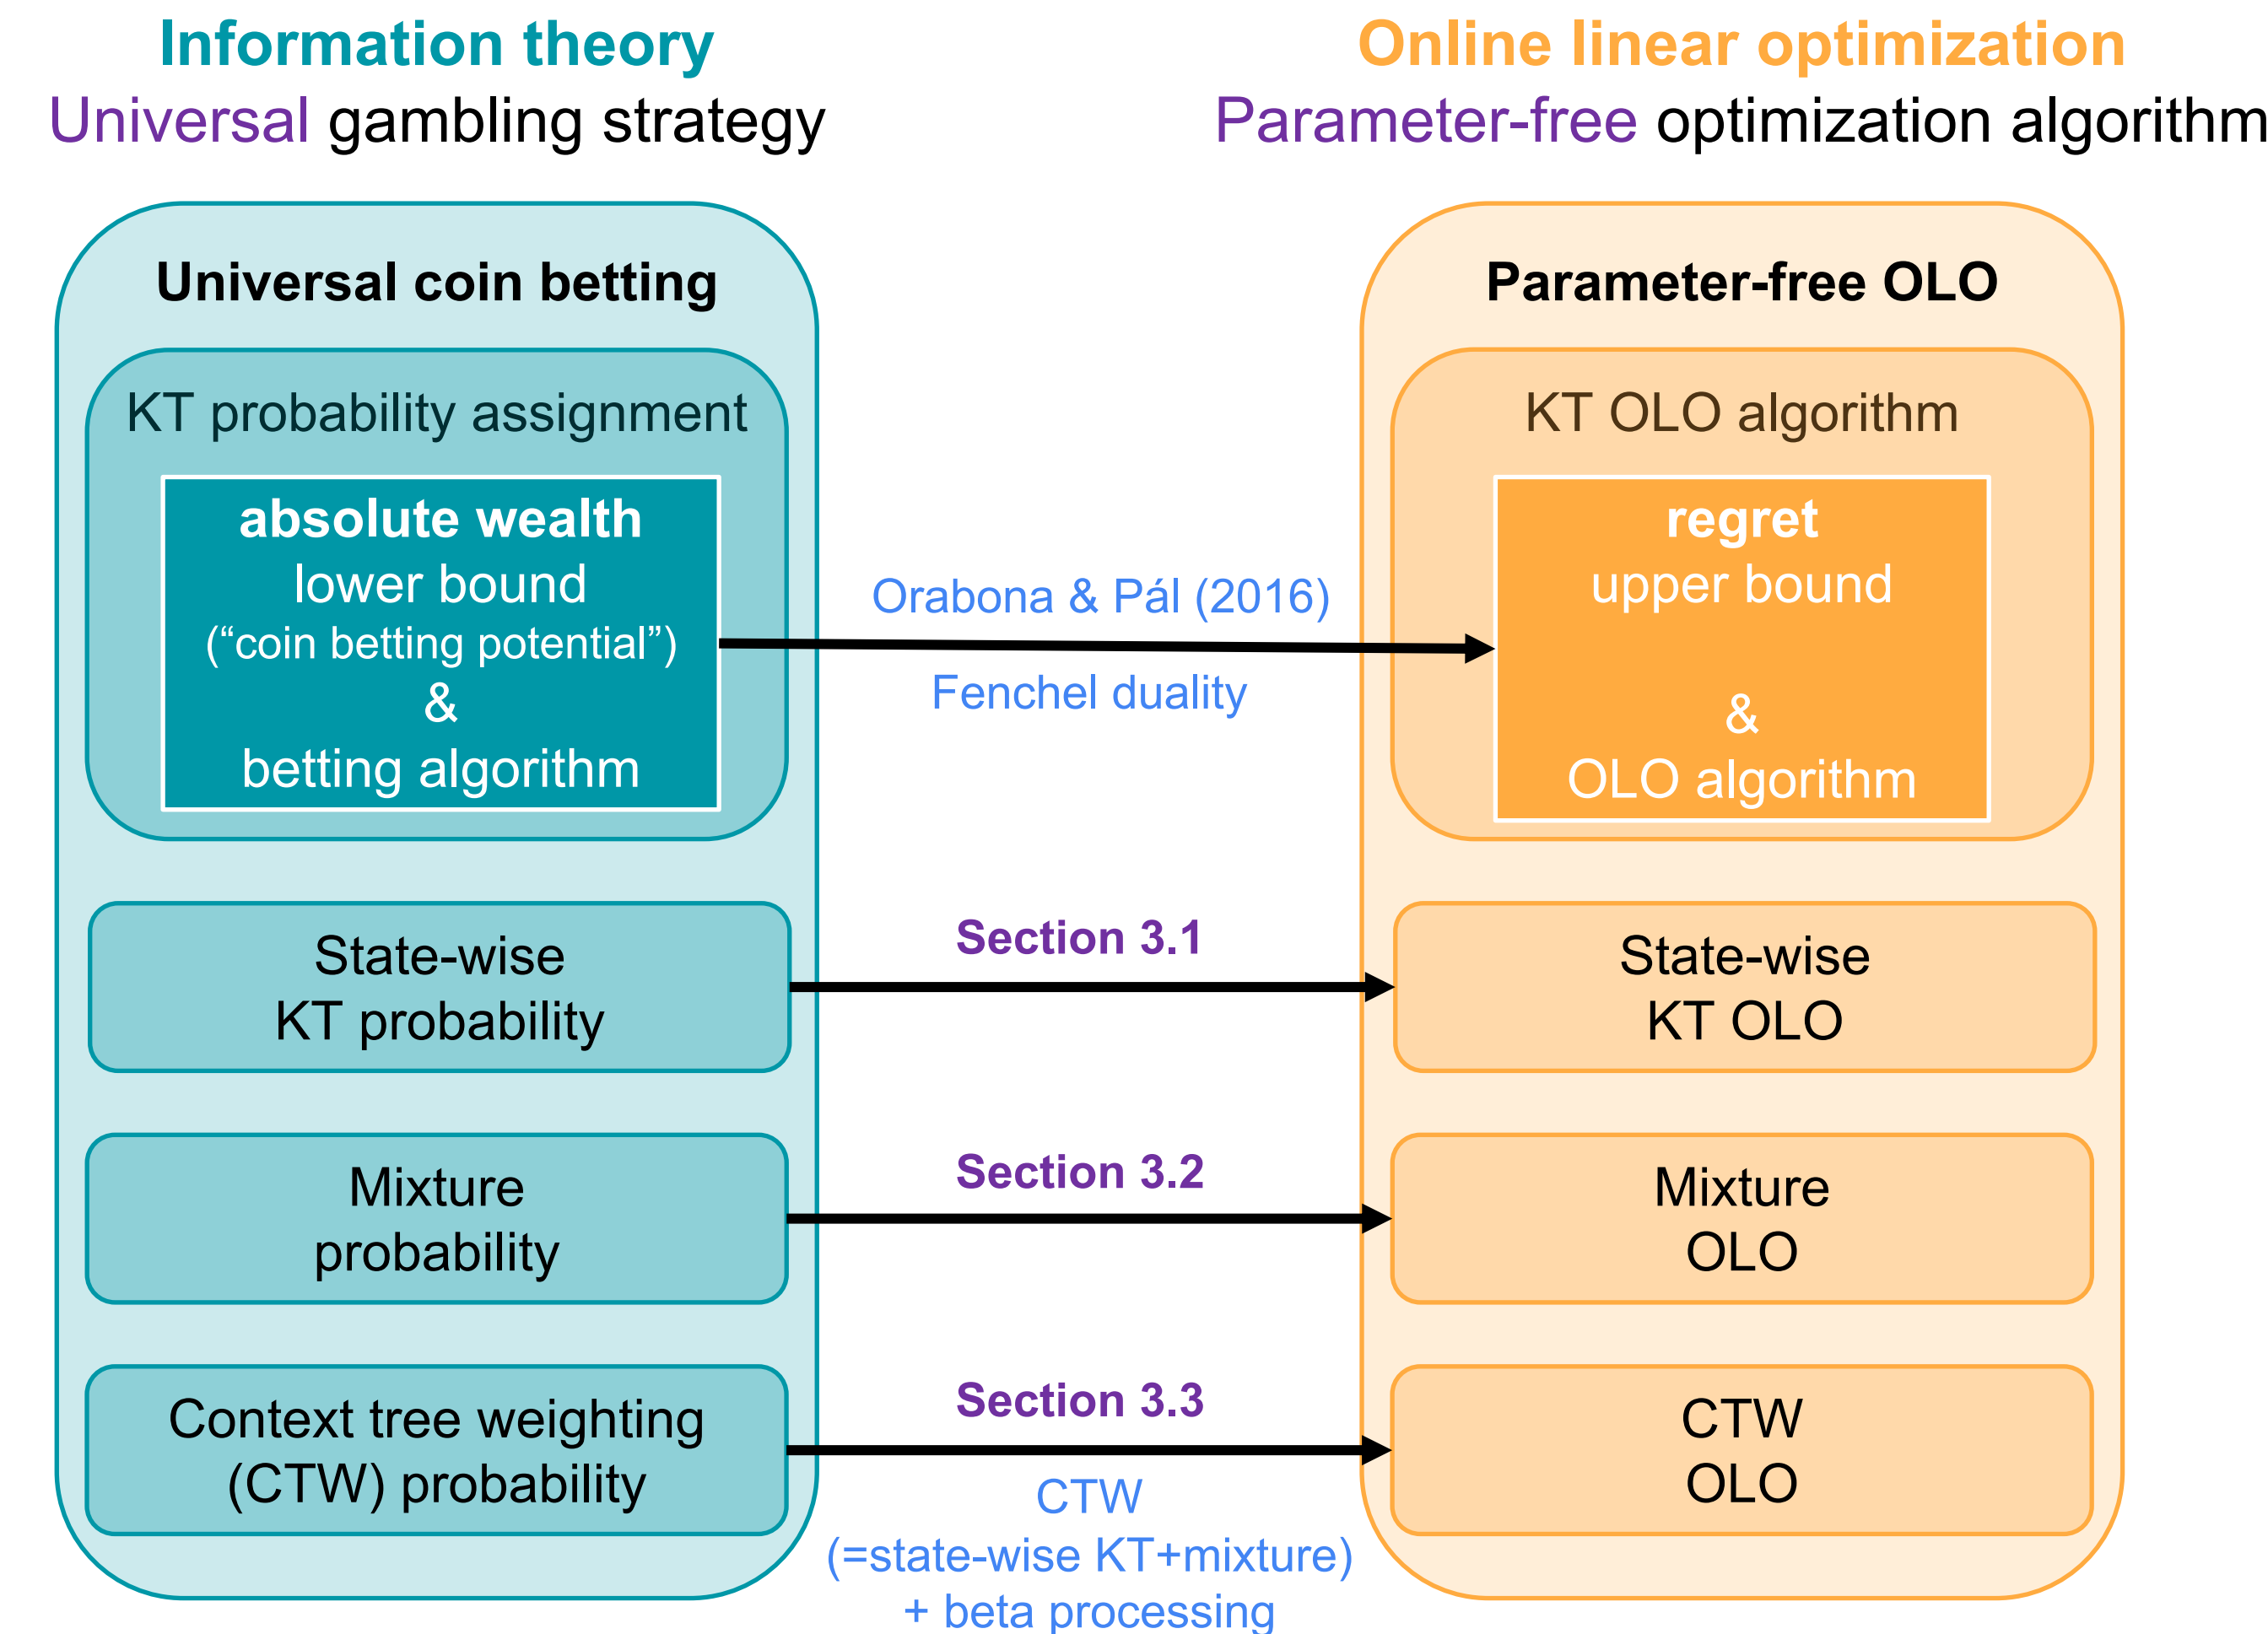 Information theory
Universal gambling strategy
Online linear optimization
Parameter-free optimization algorithm
Universal coin betting
KT probability assignment
absolute wealth
lower bound
(“coin betting potential”)
&
betting algorithm
Orabona & Pál (2016)
Fenchel duality
Parameter-free OLO
KT OLO algorithm
regret
upper bound
&
OLO algorithm
State-wise
KT probability
Section 3.1
State-wise
KT OLO
Mixture
probability
Section 3.2
Mixture
OLO
Context tree weighting
(CTW) probability
Section 3.3
CTW
(=state-wise KT+mixture)
+ beta processing
CTW
OLO